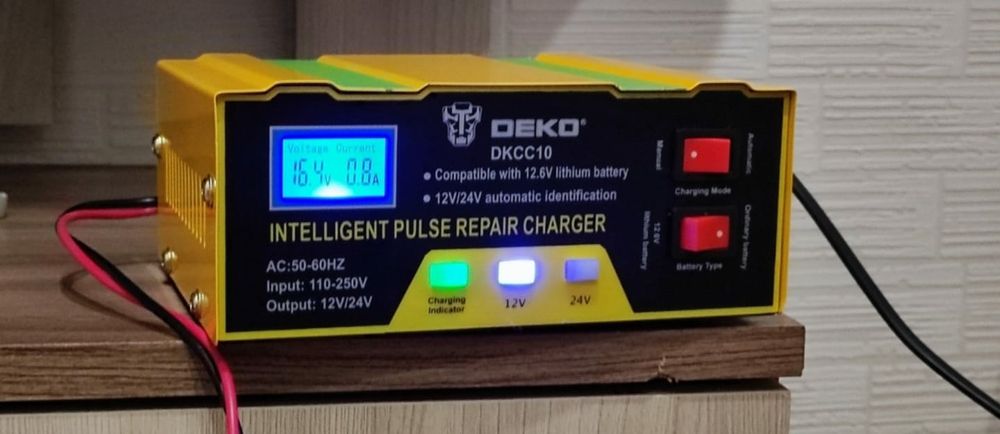 Voltage Current
16.4V 0.8A
DEKO®
DKCC10
• Compatible with 12.6V lithium battery
• 12V/24V automatic identification
INTELLIGENT PULSE REPAIR CHARGER
AC:50-60HZ
Input: 110-250V
Output: 12V/24V
Charging
Indicator
12V
24V
Manual
Automatic
Charging Mode
12.6V
lithium battery
Ordinary battery
Battery Type